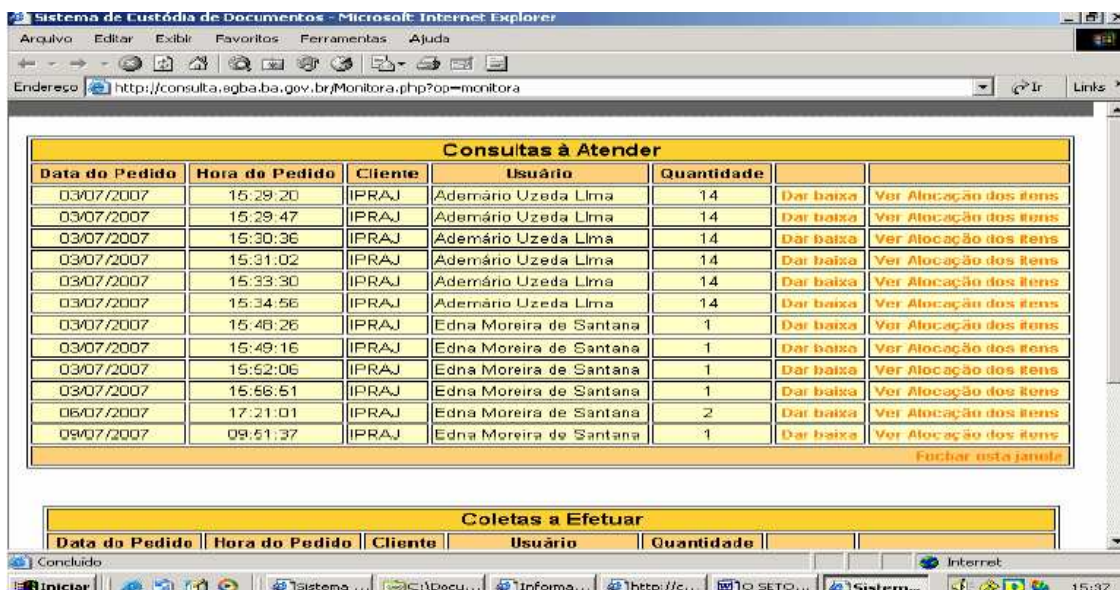 Sistema de Custódia de Documentos - Microsoft Internet Explorer
Arquivo Editar Exibir Favoritos Ferramentas Ajuda
Endereço http://consulta.egba.ba.gov.br/Monitora.php?op=monitora Ir Links
Consultas à Atender
Data do Pedido Hora do Pedido Cliente Usuário Quantidade
03/07/2007 15:29:20 IPRAJ Ademário Uzeda LIma 14 Dar baixa Ver Alocação dos itens
03/07/2007 15:29:47 IPRAJ Ademário Uzeda LIma 14 Dar baixa Ver Alocação dos itens
03/07/2007 15:30:36 IPRAJ Ademário Uzeda LIma 14 Dar baixa Ver Alocação dos itens
03/07/2007 15:31:02 IPRAJ Ademário Uzeda LIma 14 Dar baixa Ver Alocação dos itens
03/07/2007 15:33:30 IPRAJ Ademário Uzeda LIma 14 Dar baixa Ver Alocação dos itens
03/07/2007 15:34:56 IPRAJ Ademário Uzeda LIma 14 Dar baixa Ver Alocação dos itens
03/07/2007 15:48:26 IPRAJ Edna Moreira de Santana 1 Dar baixa Ver Alocação dos itens
03/07/2007 15:49:16 IPRAJ Edna Moreira de Santana 1 Dar baixa Ver Alocação dos itens
03/07/2007 15:52:06 IPRAJ Edna Moreira de Santana 1 Dar baixa Ver Alocação dos itens
03/07/2007 15:56:51 IPRAJ Edna Moreira de Santana 1 Dar baixa Ver Alocação dos itens
06/07/2007 17:21:01 IPRAJ Edna Moreira de Santana 2 Dar baixa Ver Alocação dos itens
09/07/2007 09:51:37 IPRAJ Edna Moreira de Santana 1 Dar baixa Ver Alocação dos itens
Fechar esta janela
Coletas a Efetuar
Data do Pedido Hora do Pedido Cliente Usuário Quantidade
Concluído Internet
Iniciar Sistema ... C:\Docu... Informa... http://c... O SETO... Sistem... 15:37